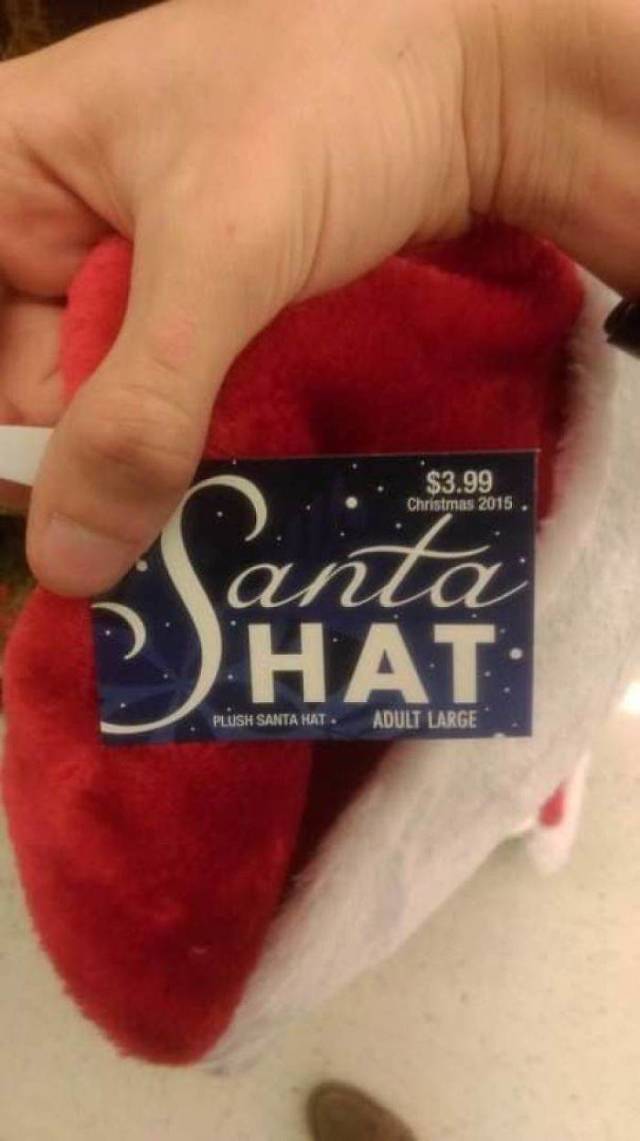 $3.99
Christmas 2015
Santa
HAT
PLUSH SANTA HAT
ADULT LARGE